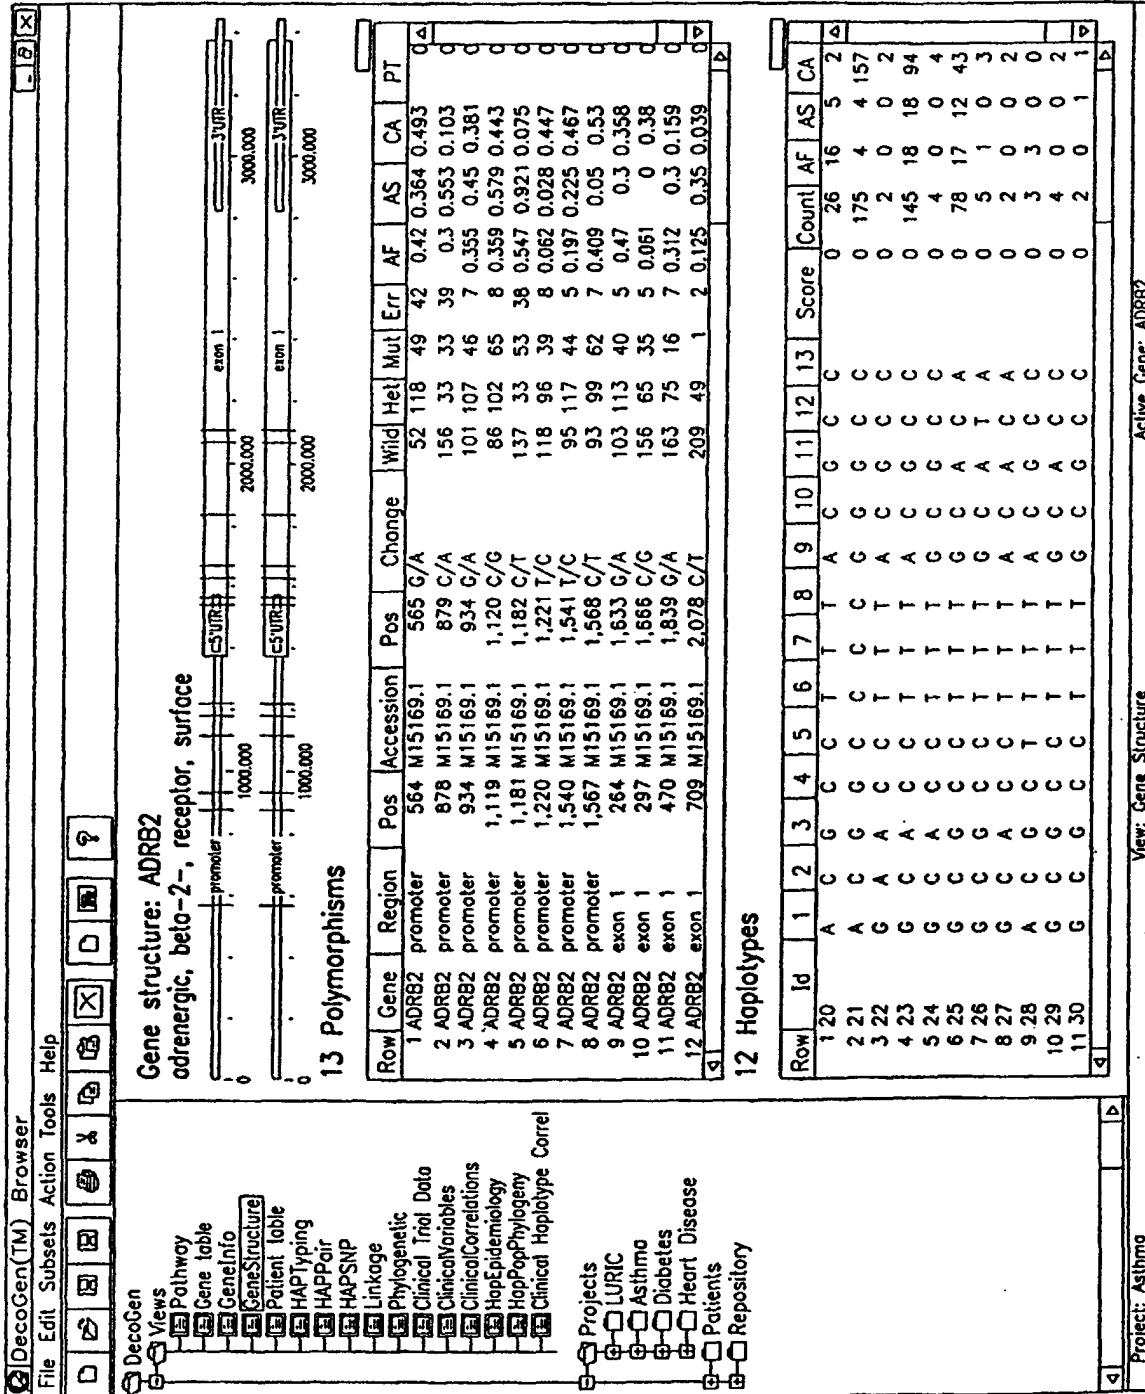 DecoGen(TM) Browser
File Edit Subsets Action Tools Help
DecoGen
Views
Pathway
Gene table
GeneInfo
GeneStructure
Patient table
HAPTyping
HAPPair
HAPSNP
Linkage
Phylogenetic
Clinical Trial Data
ClinicalVariables
ClinicalCorrelations
HapEpidemiology
HapPopPhylogeny
Clinical Haplotype Correl
Projects
LURIC
Asthma
Diabetes
Heart Disease
Patients
Repository
Gene structure: ADRB2
adrenergic, beta-2-, receptor, surface
promoter 5'UTR exon 1 3'UTR
0 1000.000 2000.000 3000.000
promoter 5'UTR exon 1 3'UTR
0 1000.000 2000.000 3000.000
13 Polymorphisms
Row Gene Region Pos Accession Pos Change Wild Het Mut Err AF AS CA PT
1 ADRB2 promoter 564 M15169.1 565 G/A 52 118 49 42 0.42 0.364 0.493 0
2 ADRB2 promoter 878 M15169.1 879 C/A 156 33 33 39 0.3 0.553 0.103 0
3 ADRB2 promoter 934 M15169.1 934 G/A 101 107 46 7 0.355 0.45 0.381 0
4 ADRB2 promoter 1,119 M15169.1 1,120 C/G 86 102 65 8 0.359 0.579 0.443 0
5 ADRB2 promoter 1,181 M15169.1 1,182 C/T 137 33 53 38 0.547 0.921 0.075 0
6 ADRB2 promoter 1,220 M15169.1 1,221 T/C 118 96 39 8 0.062 0.028 0.447 0
7 ADRB2 promoter 1,540 M15169.1 1,541 T/C 95 117 44 5 0.197 0.225 0.467 0
8 ADRB2 promoter 1,567 M15169.1 1,568 C/T 93 99 62 7 0.409 0.05 0.53 0
9 ADRB2 exon 1 264 M15169.1 1,633 G/A 103 113 40 5 0.47 0.3 0.358 0
10 ADRB2 exon 1 297 M15169.1 1,666 C/G 156 65 35 5 0.061 0 0.38 0
11 ADRB2 exon 1 470 M15169.1 1,839 G/A 163 75 16 7 0.312 0.3 0.159 0
12 ADRB2 exon 1 709 M15169.1 2,078 C/T 209 49 1 2 0.125 0.35 0.039 0
12 Haplotypes
Row Id 1 2 3 4 5 6 7 8 9 10 11 12 13 Score Count AF AS CA
1 20 A C G C C T T T A C G C C 0 26 16 5 2
2 21 A C G G C C C C G G G C C 0 175 4 4 157
3 22 G A A C C T T T A C G C C 0 2 0 0 2
4 23 G C A C C T T T A C G C C 0 145 18 18 94
5 24 G C A C C T T T G C G C C 0 4 0 0 4
6 25 G C G C C T T T G C A C A 0 78 17 12 43
7 26 G C G C C T T T G C A T A 0 5 1 0 3
8 27 G C A C C T T T A C A C A 0 2 0 0 2
9 28 A C G C T T T T A C G C C 0 3 3 0 0
10 29 G C G C C T T T G C A C C 0 4 0 0 2
11 30 G C G C C T T T G C G C C 0 2 0 1 1
Project: Asthma View: Gene Structure Active Gene: ADRB2